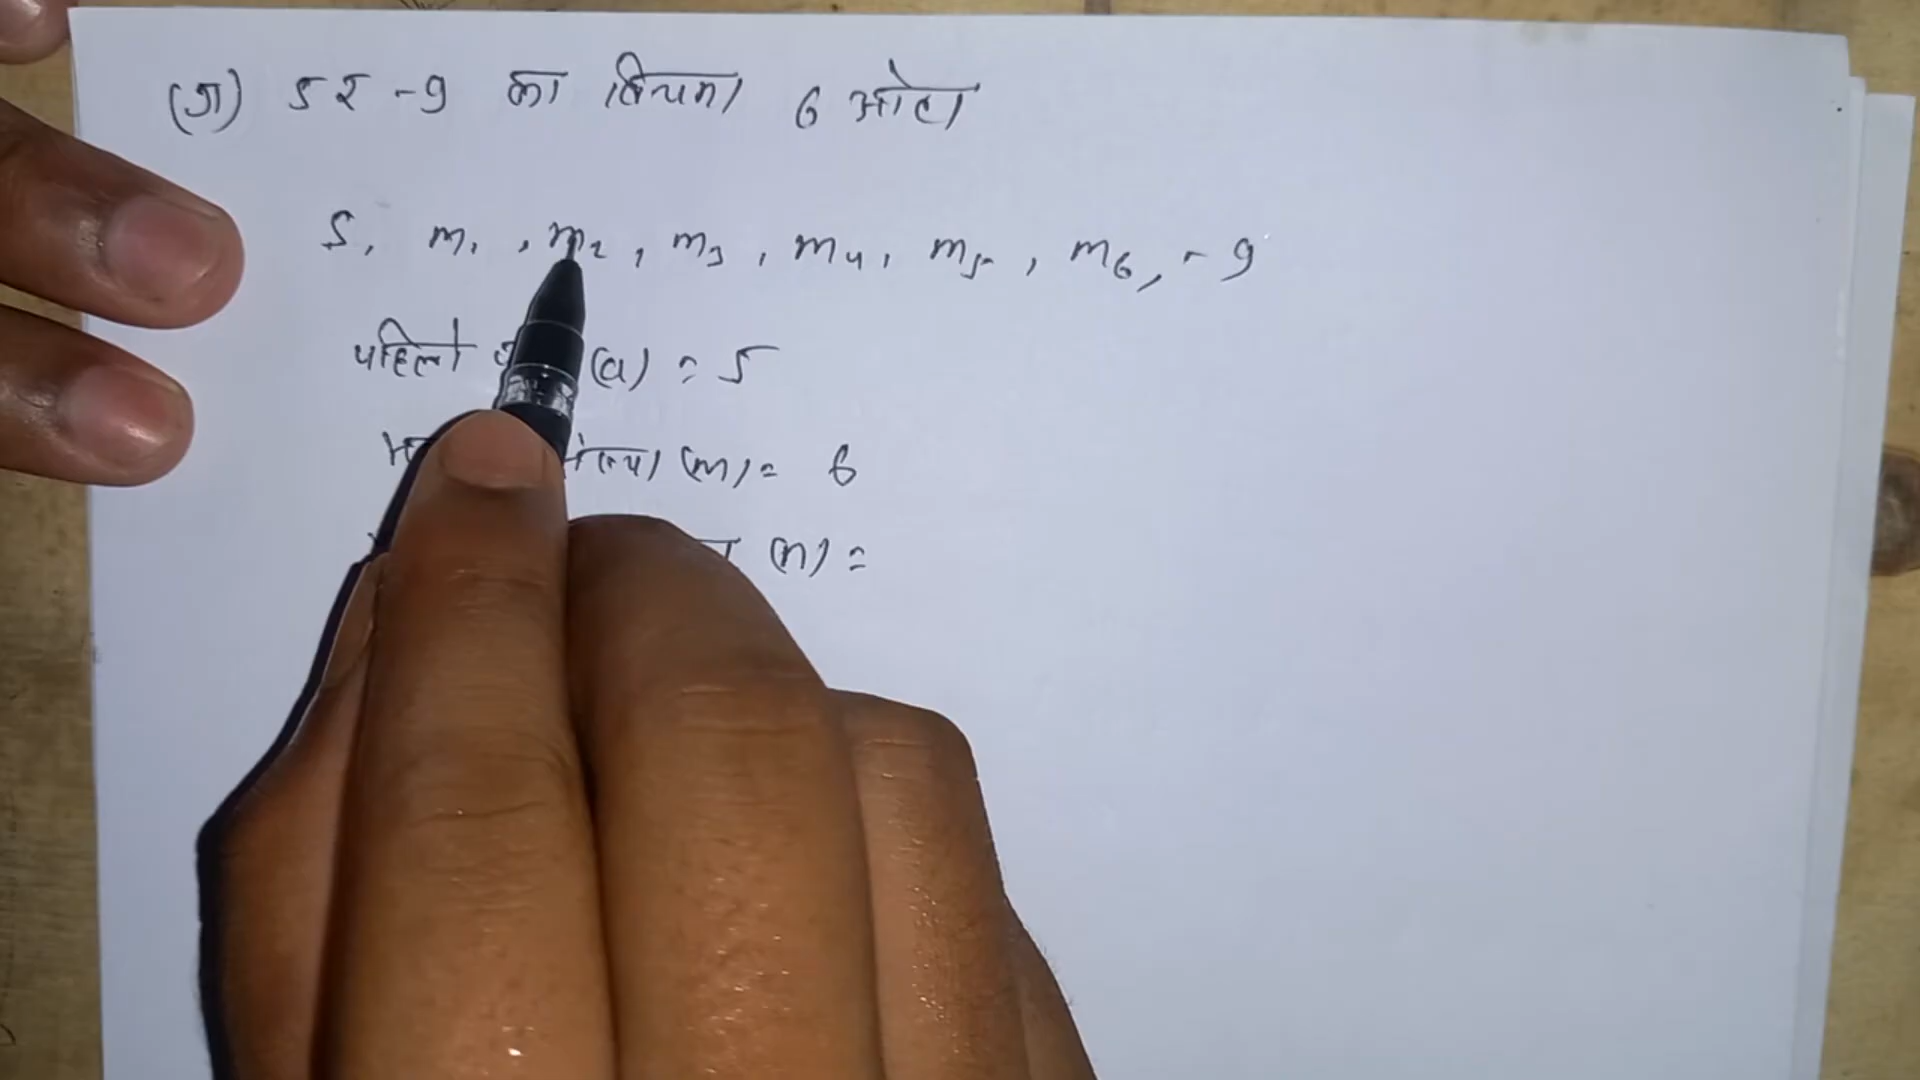 (ज) 5 र -9 का बिचमा 6 ओटा
5, m₁, m₂, m₃, m₄, m₅, m₆, -9
पहिलो (a) = 5
(m) = 6
(n) =